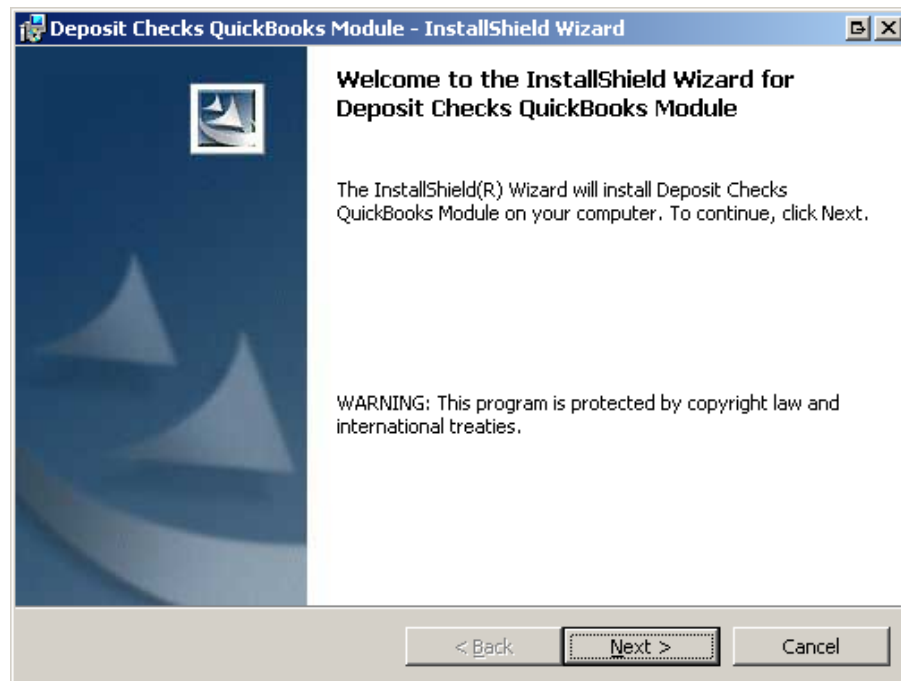 Deposit Checks QuickBooks Module - InstallShield Wizard
Welcome to the InstallShield Wizard for
Deposit Checks QuickBooks Module
The InstallShield(R) Wizard will install Deposit Checks
QuickBooks Module on your computer. To continue, click Next.
WARNING: This program is protected by copyright law and
international treaties.
< Back
Next >
Cancel